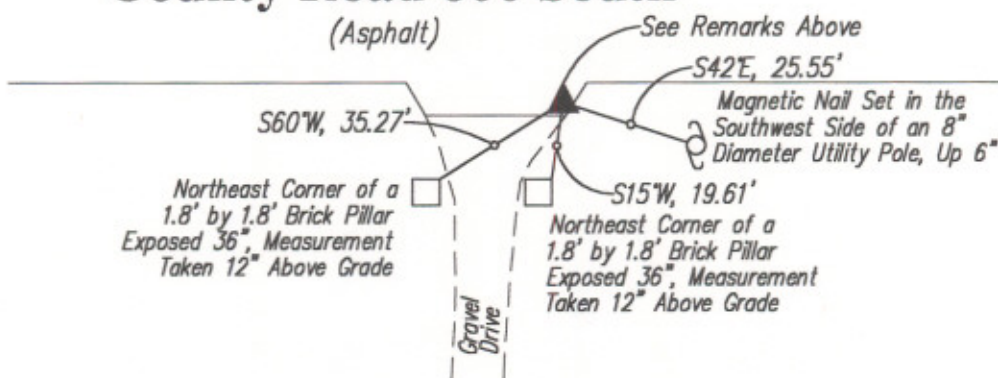 (Asphalt)
See Remarks Above
S42°E, 25.55'
S60°W, 35.27'
Magnetic Nail Set in the
Southwest Side of an 8"
Diameter Utility Pole, Up 6"
Northeast Corner of a
1.8' by 1.8' Brick Pillar
Exposed 36", Measurement
Taken 12" Above Grade
S15°W, 19.61'
Northeast Corner of a
1.8' by 1.8' Brick Pillar
Exposed 36", Measurement
Taken 12" Above Grade
Gravel
Drive